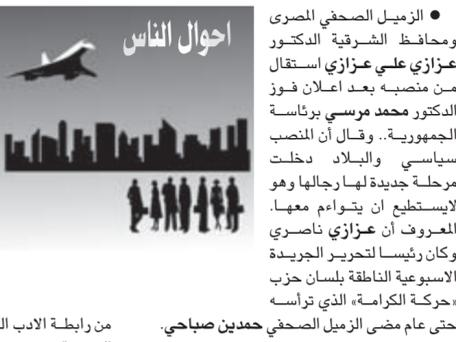 ● الزميل الصحفي المصرى
ومحافظ الشرقية الدكتور
عزازي علي عزازي استقال
من منصبه بعد اعلان فوز
الدكتور محمد مرسي برئاسة
الجمهورية.. وقال أن المنصب
سياسي والبلاد دخلت
مرحلة جديدة لها رجالها وهو
لايستطيع ان يتواءم معها.
المعروف أن عزازي ناصري
وكان رئيسا لتحرير الجريدة
الاسبوعية الناطقة بلسان حزب
«حركة الكرامة» الذي ترأسه
حتى عام مضى الزميل الصحفي حمدين صباحي.
احوال الناس
من رابطة الادب